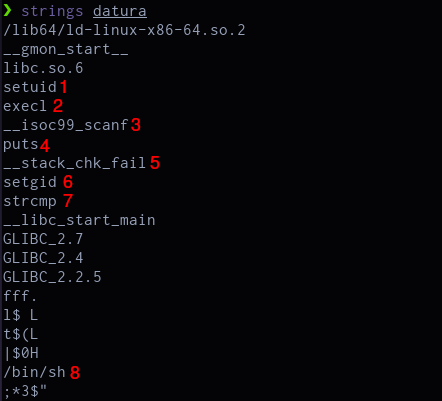 ❯ strings datura
/lib64/ld-linux-x86-64.so.2
__gmon_start__
libc.so.6
setuid 1
execl 2
__isoc99_scanf 3
puts 4
__stack_chk_fail 5
setgid 6
strcmp 7
__libc_start_main
GLIBC_2.7
GLIBC_2.4
GLIBC_2.2.5
fff.
l$ L
t$(L
|$0H
/bin/sh 8
;*3$"